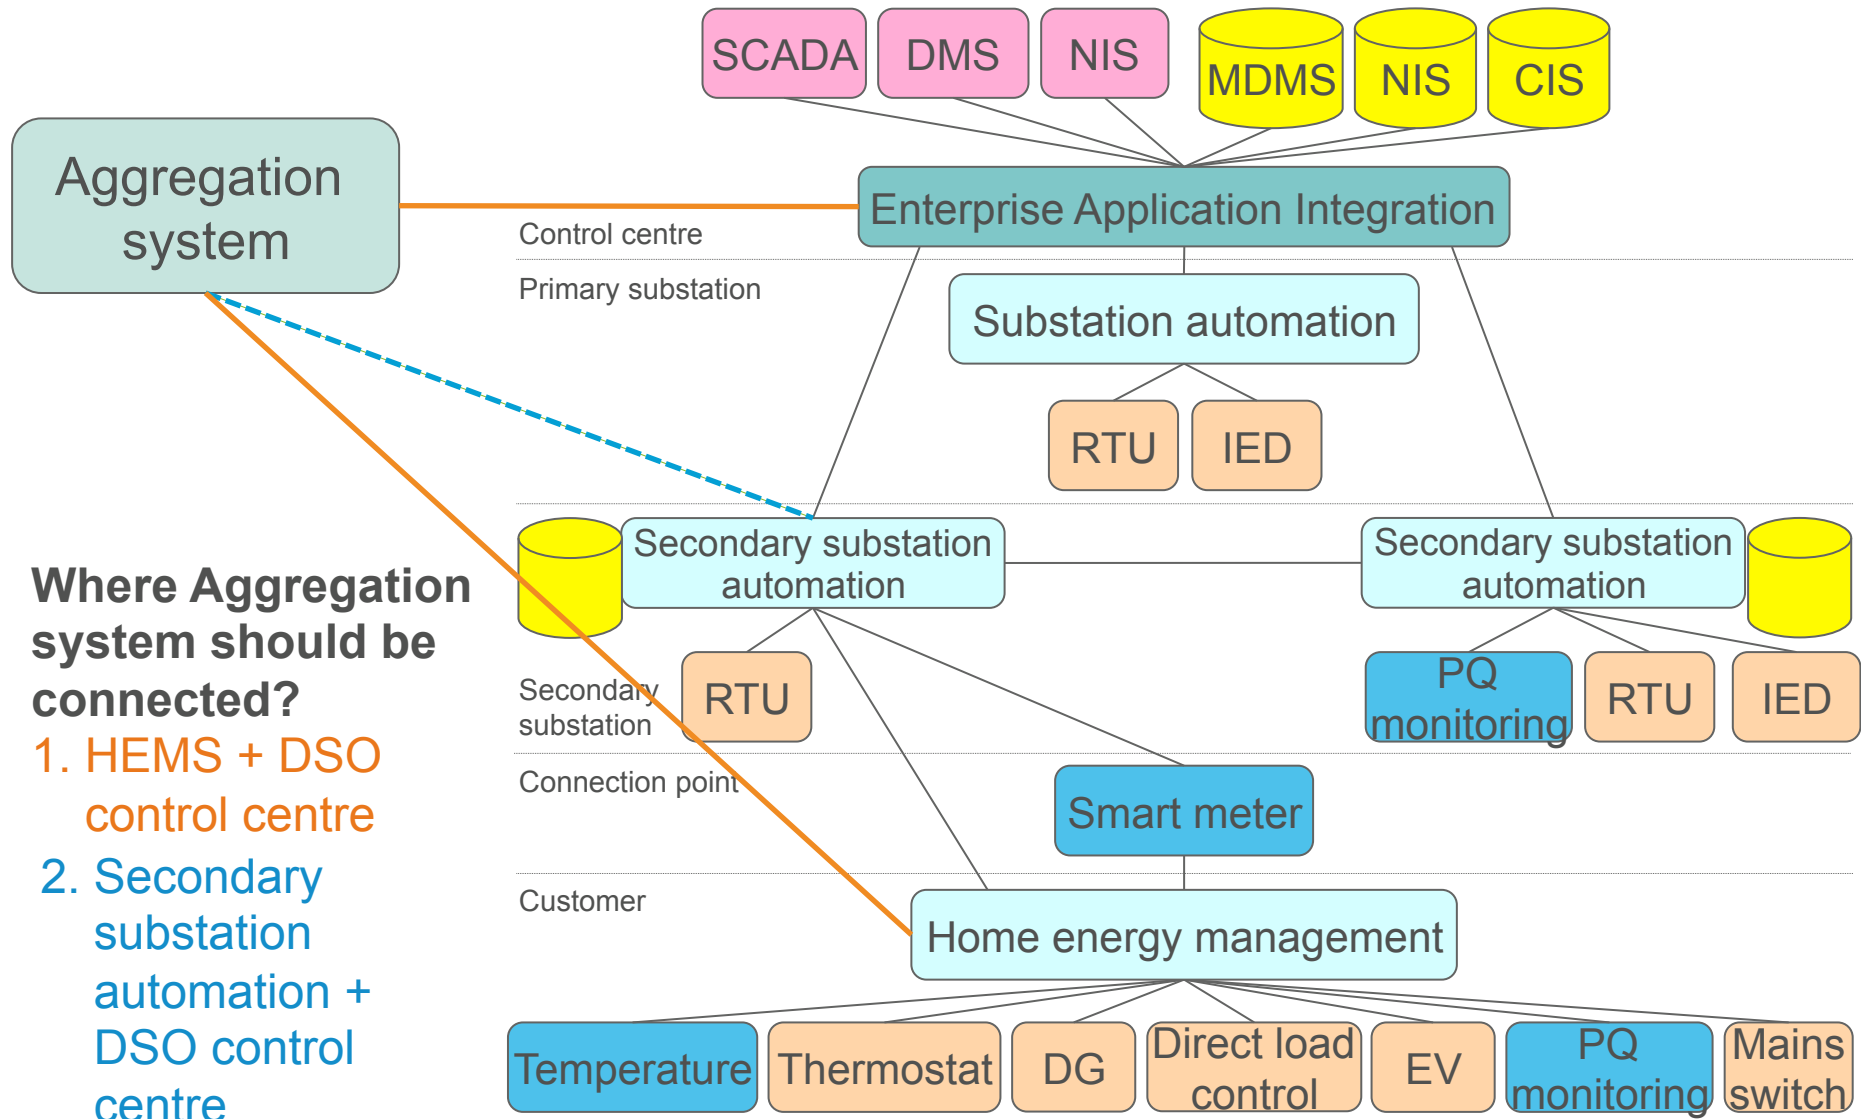 SCADA
DMS
NIS
MDMS
NIS
CIS
Aggregation
system
Enterprise Application Integration
Control centre
Primary substation
Substation automation
RTU
IED
Secondary substation
automation
Secondary substation
automation
Where Aggregation
system should be
connected?
1. HEMS + DSO
control centre
2. Secondary
substation
automation +
DSO control
centre
Secondary
substation
RTU
PQ
monitoring
RTU
IED
Connection point
Smart meter
Customer
Home energy management
Temperature
Thermostat
DG
Direct load
control
EV
PQ
monitoring
Mains
switch